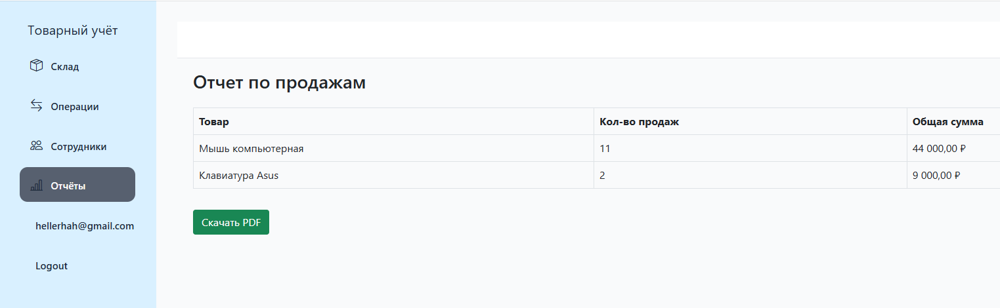 Товарный учёт
Склад
Операции
Сотрудники
Отчёты
hellerhah@gmail.com
Logout
Отчет по продажам
Товар Кол-во продаж Общая сумма
Мышь компьютерная 11 44 000,00 ₽
Клавиатура Asus 2 9 000,00 ₽
Скачать PDF